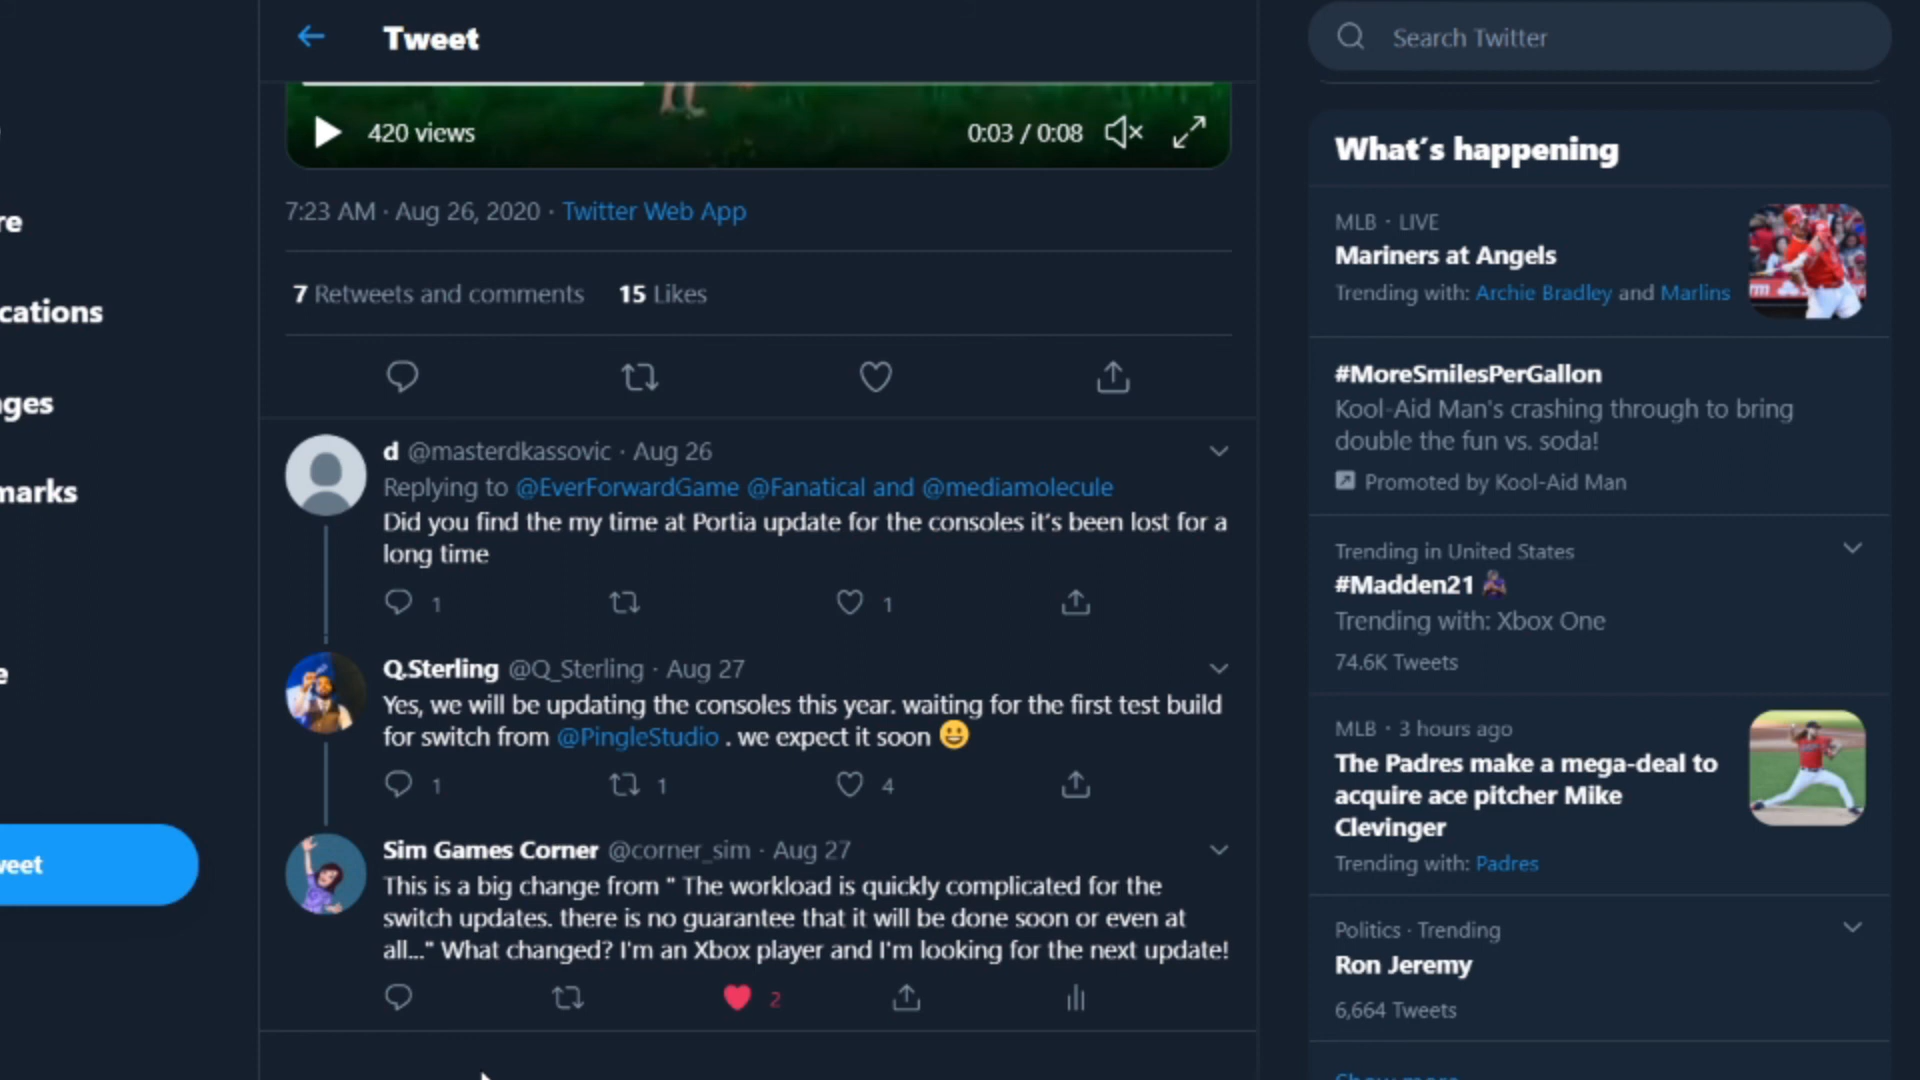 Tweet
420 views
0:03 / 0:08
7:23 AM · Aug 26, 2020 · Twitter Web App
7 Retweets and comments 15 Likes
d @masterdkassovic · Aug 26
Replying to @EverForwardGame @Fanatical and @mediamolecule
Did you find the my time at Portia update for the consoles it's been lost for a
long time
1
1
Q.Sterling @Q_Sterling · Aug 27
Yes, we will be updating the consoles this year. waiting for the first test build
for switch from @PingleStudio . we expect it soon 😀
1
1
4
Sim Games Corner @corner_sim · Aug 27
This is a big change from " The workload is quickly complicated for the
switch updates. there is no guarantee that it will be done soon or even at
all..." What changed? I'm an Xbox player and I'm looking for the next update!
2
re
cations
ages
marks
e
weet
Search Twitter
What's happening
MLB · LIVE
Mariners at Angels
Trending with: Archie Bradley and Marlins
#MoreSmilesPerGallon
Kool-Aid Man's crashing through to bring
double the fun vs. soda!
Promoted by Kool-Aid Man
Trending in United States
#Madden21
Trending with: Xbox One
74.6K Tweets
MLB · 3 hours ago
The Padres make a mega-deal to
acquire ace pitcher Mike
Clevinger
Trending with: Padres
Politics · Trending
Ron Jeremy
6,664 Tweets
Show more